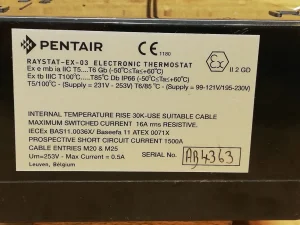 PENTAIR
CE 1180
RAYSTAT-EX-03 ELECTRONIC THERMOSTAT
Ex e mb ia IIC T5...T6 Gb (-50°C≤Ta≤+60°C)
Ex tb IIIC T100°C....T85°C Db IP66 (-50°C≤Ta≤+60°C)
Ex II 2 GD
T5/100°C - (Supply = 231V - 253V) T6/85 °C - (Supply = 99-121V/195-230V)
INTERNAL TEMPERATURE RISE 30K-USE SUITABLE CABLE
MAXIMUM SWITCHED CURRENT 16A rms RESISTIVE.
IECEx BAS11.0036X/ Baseefa 11 ATEX 0071X
PROSPECTIVE SHORT CIRCUIT CURRENT 1500A
CABLE ENTRIES M20 & M25
Um=253V - Max Current = 0.5A
Leuven, Belgium
Serial No. AB4363